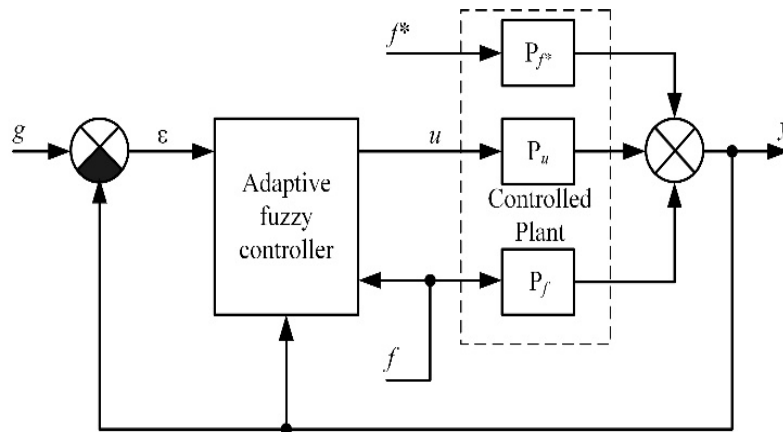 f*
P_f*
g
ε
u
P_u
Adaptive
fuzzy
controller
Controlled
Plant
P_f
f